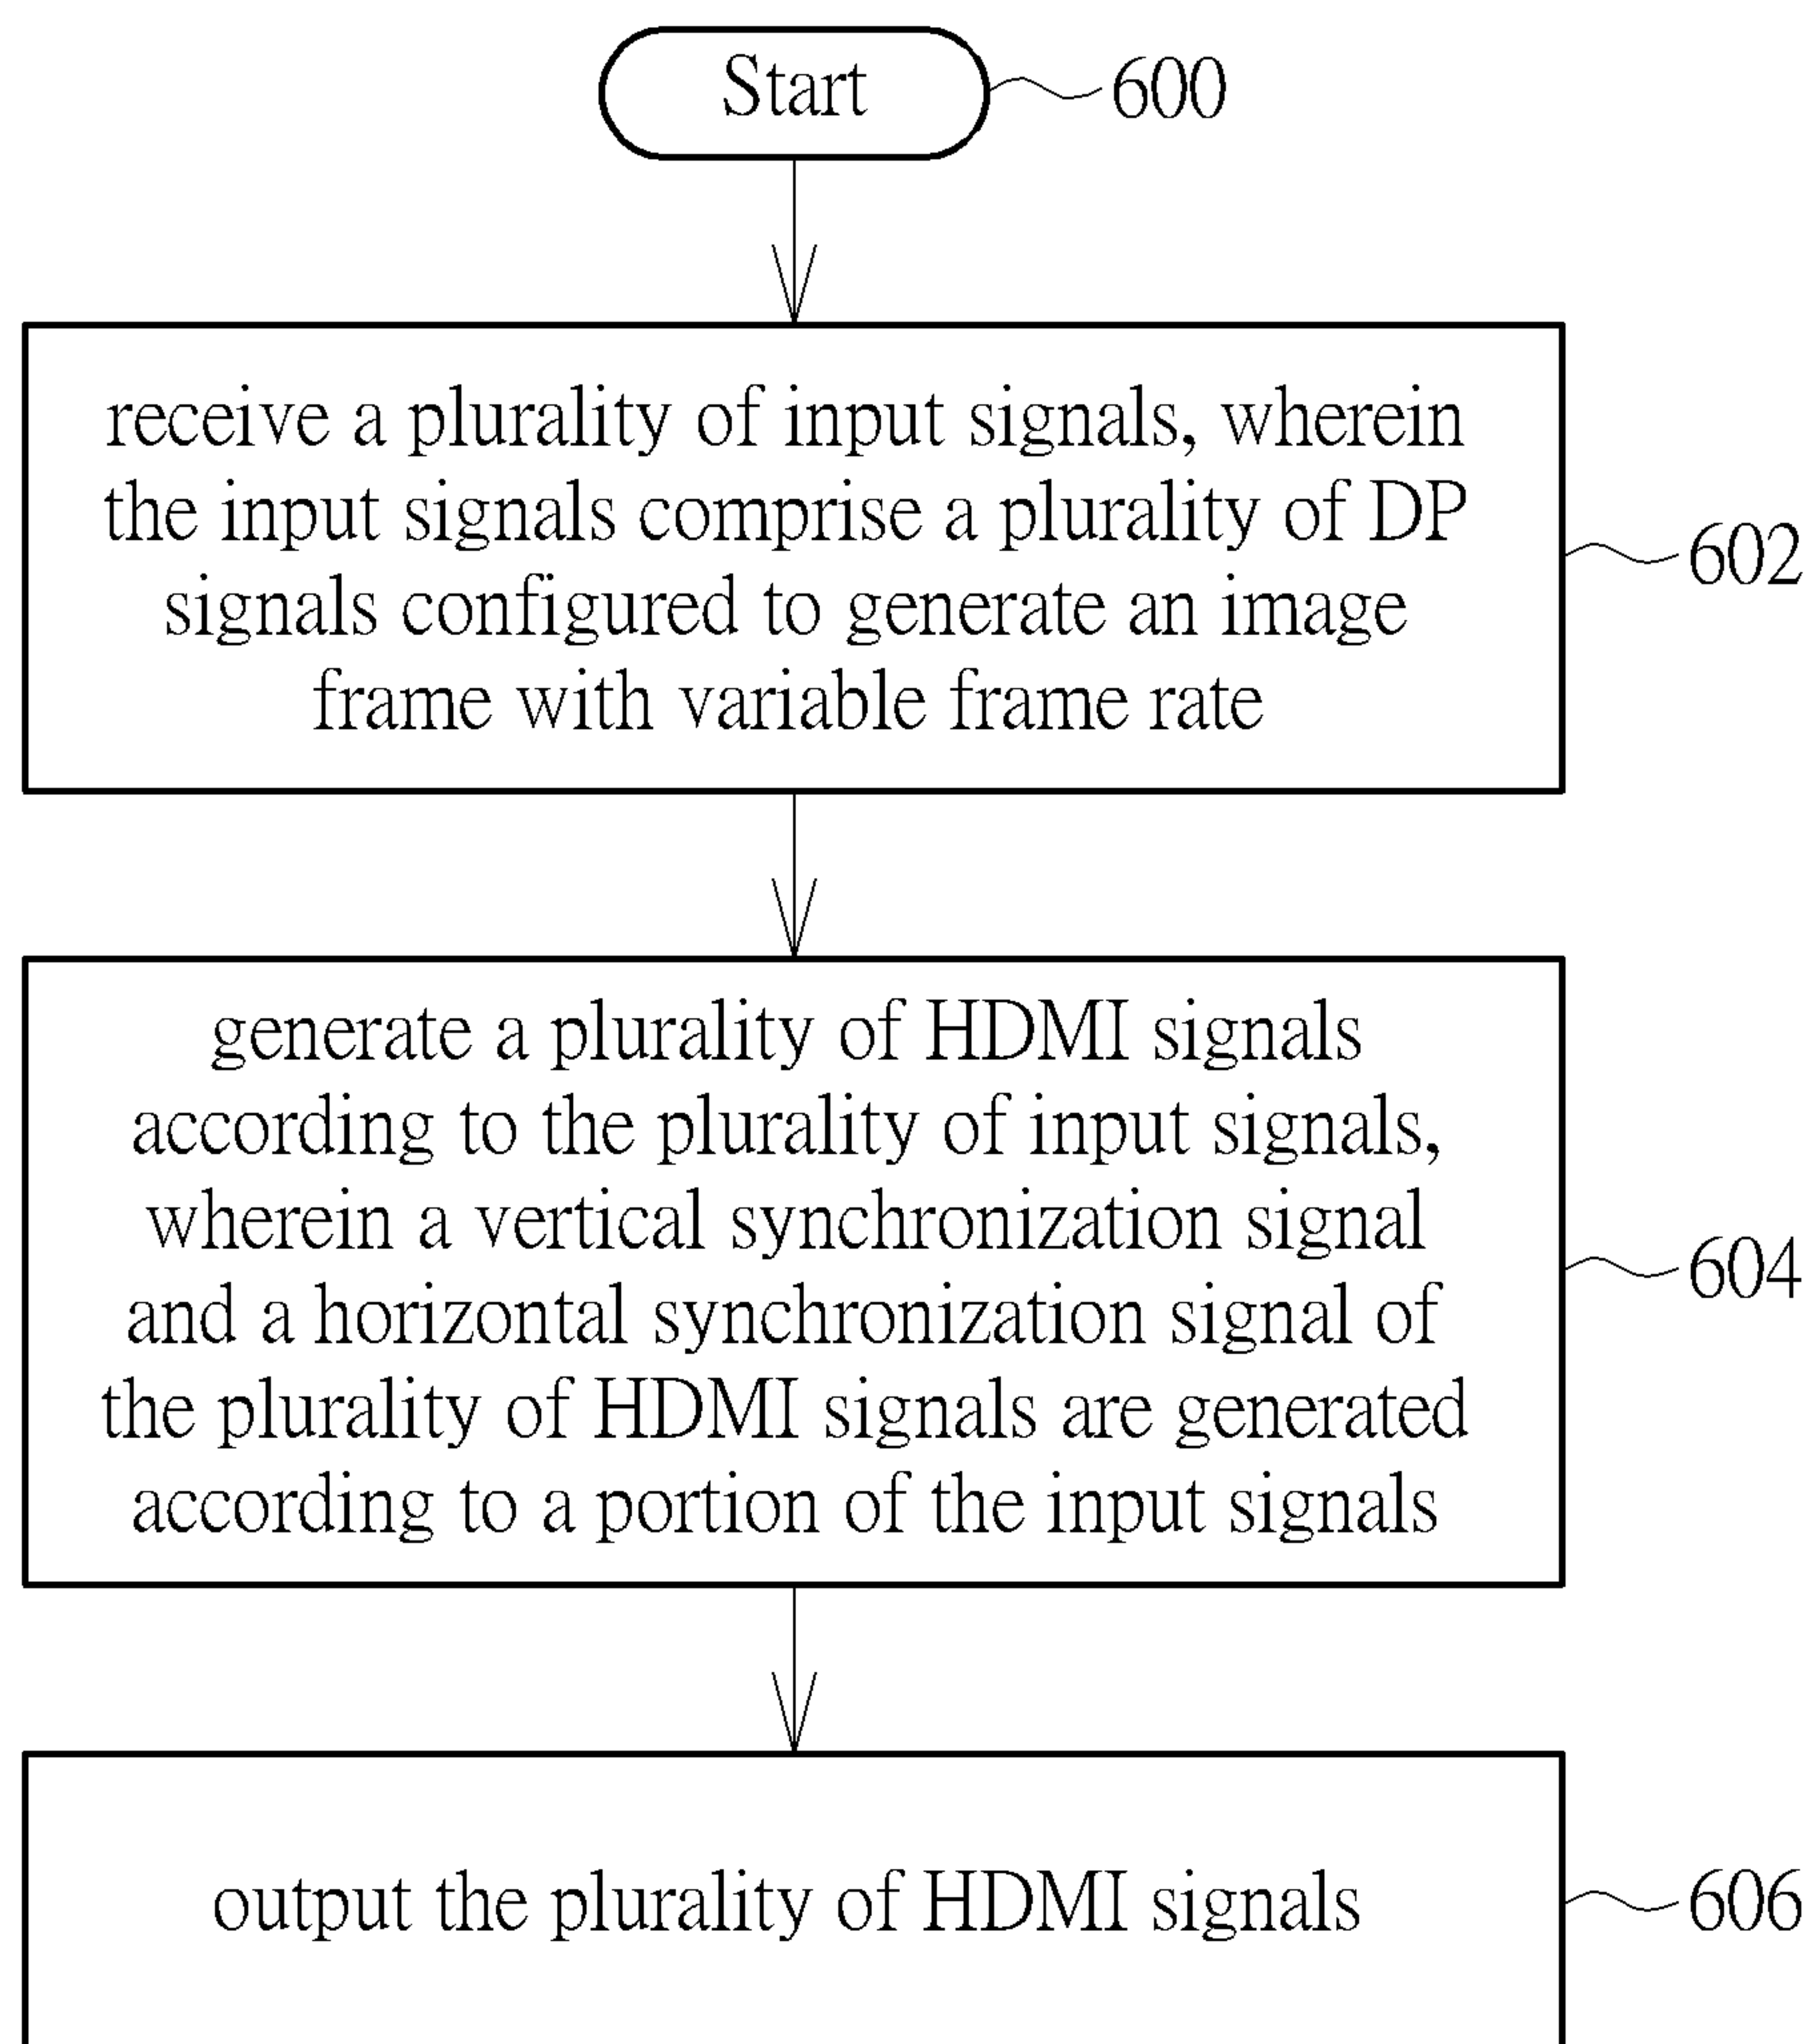 Start
600
receive a plurality of input signals, wherein
the input signals comprise a plurality of DP
signals configured to generate an image
frame with variable frame rate
602
generate a plurality of HDMI signals
according to the plurality of input signals,
wherein a vertical synchronization signal
and a horizontal synchronization signal of
the plurality of HDMI signals are generated
according to a portion of the input signals
604
output the plurality of HDMI signals
606